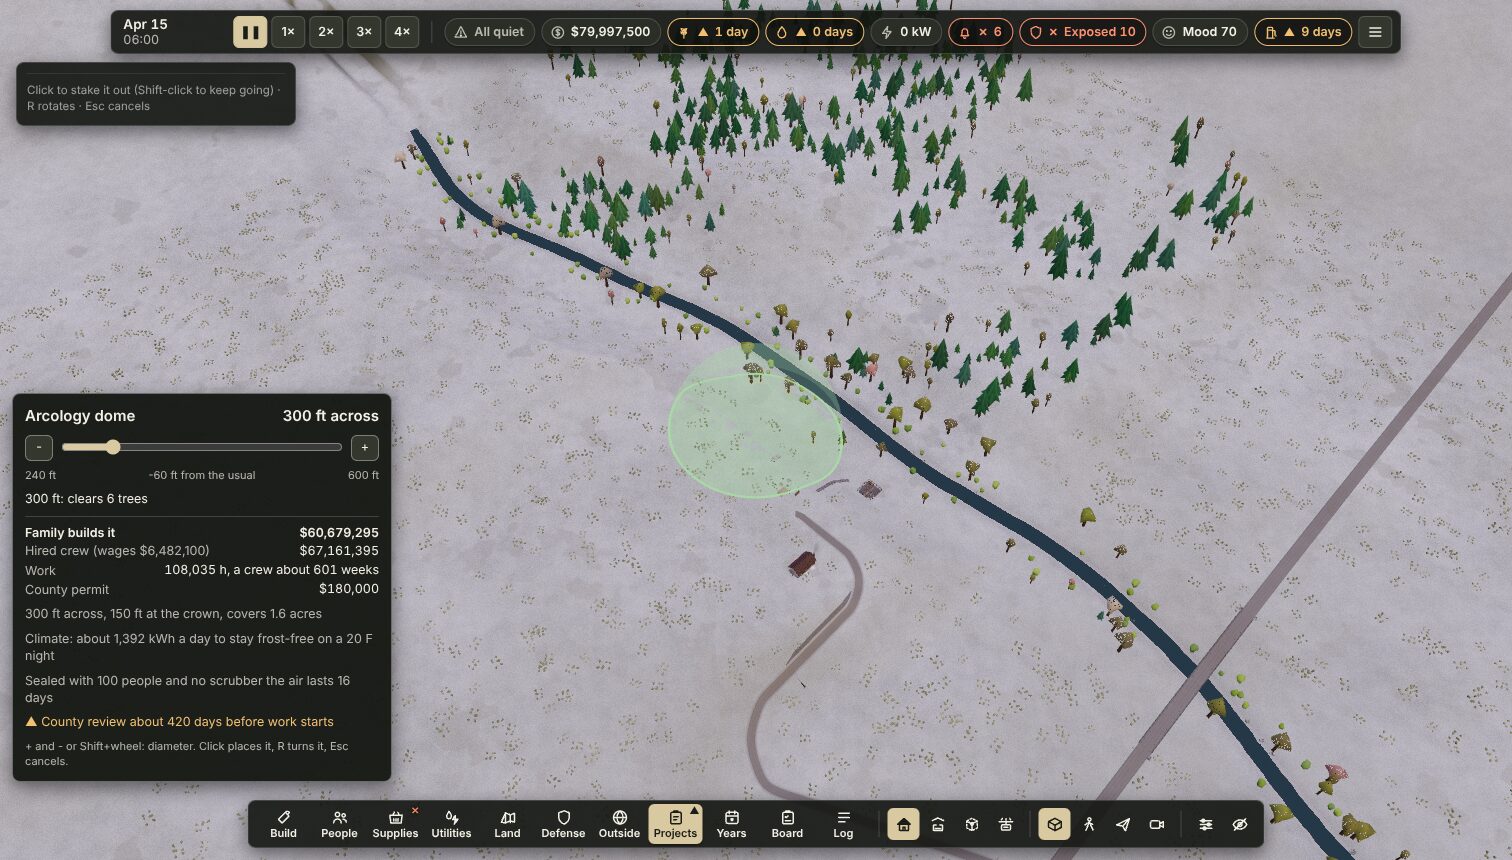 Apr 15
06:00
1×
2×
3×
4×
All quiet
$79,997,500
1 day
0 days
0 kW
× 6
× Exposed 10
Mood 70
9 days
Click to stake it out (Shift-click to keep going) ·
R rotates · Esc cancels
Arcology dome 300 ft across
- +
240 ft -60 ft from the usual 600 ft
300 ft: clears 6 trees
Family builds it $60,679,295
Hired crew (wages $6,482,100) $67,161,395
Work 108,035 h, a crew about 601 weeks
County permit $180,000
300 ft across, 150 ft at the crown, covers 1.6 acres
Climate: about 1,392 kWh a day to stay frost-free on a 20 F
night
Sealed with 100 people and no scrubber the air lasts 16
days
County review about 420 days before work starts
+ and - or Shift+wheel: diameter. Click places it, R turns it, Esc
cancels.
Build
People
Supplies
Utilities
Land
Defense
Outside
Projects
Years
Board
Log